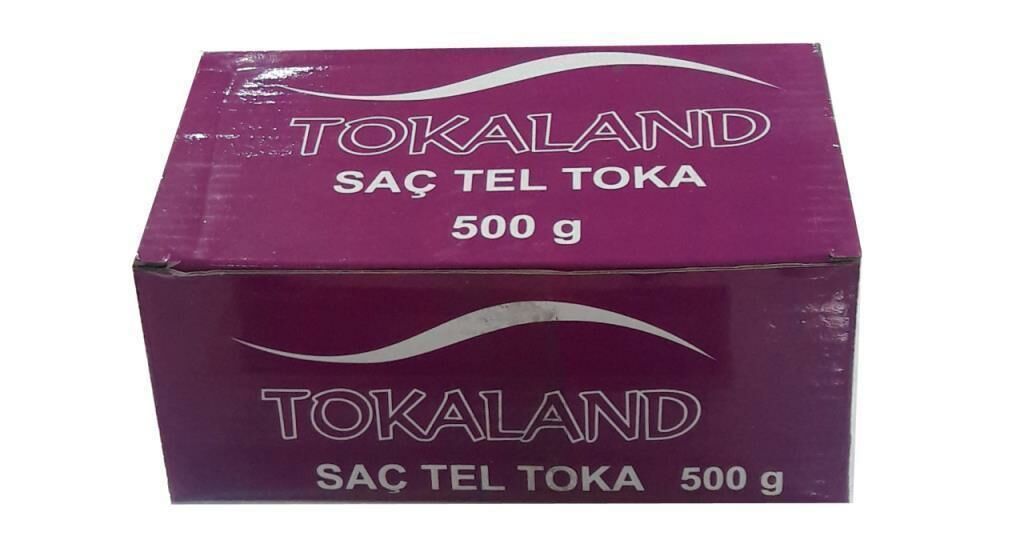 TOKALAND
SAÇ TEL TOKA
500 g
TOKALAND
SAÇ TEL TOKA 500 g